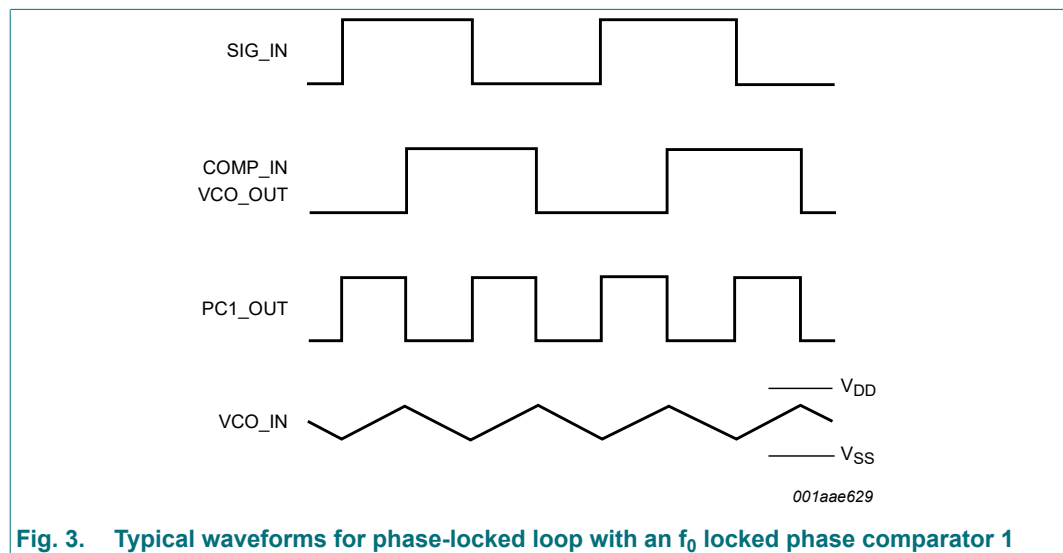 SIG_IN
COMP_IN
VCO_OUT
PC1_OUT
VDD
VCO_IN
VSS
001aae629
Fig. 3. Typical waveforms for phase-locked loop with an f0 locked phase comparator 1